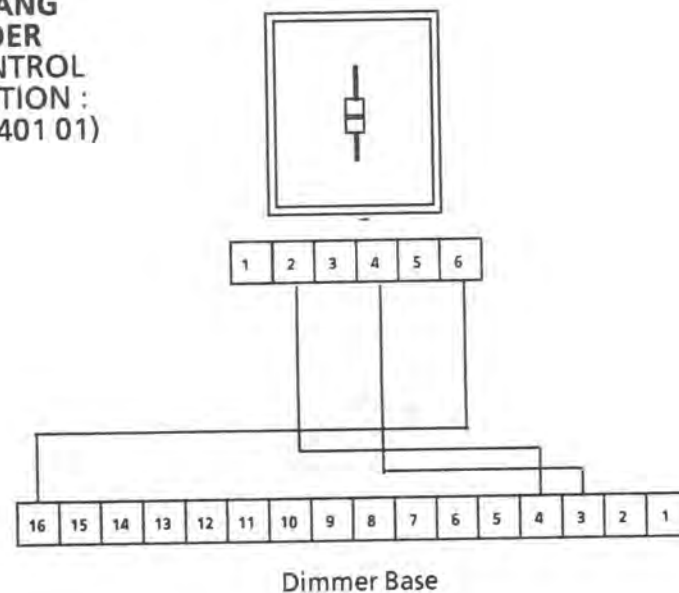 ANG
DER
NTROL
TION :
401 01)
1 2 3 4 5 6
16 15 14 13 12 11 10 9 8 7 6 5 4 3 2 1
Dimmer Base